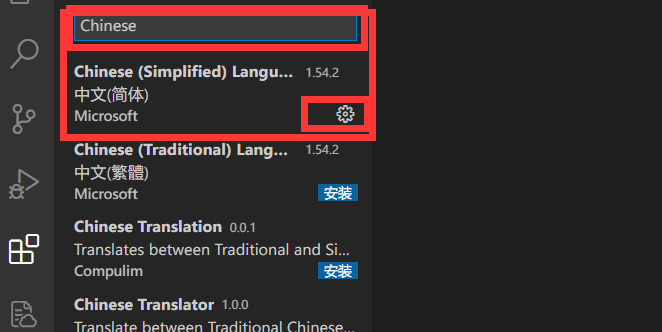 Chinese
Chinese (Simplified) Langu... 1.54.2
中文(简体)
Microsoft
Chinese (Traditional) Lang... 1.54.2
中文(繁體)
Microsoft 安装
Chinese Translation 0.0.1
Translates between Traditional and Si...
Compulim 安装
Chinese Translator 1.0.0
Translate between Traditional Chinese...